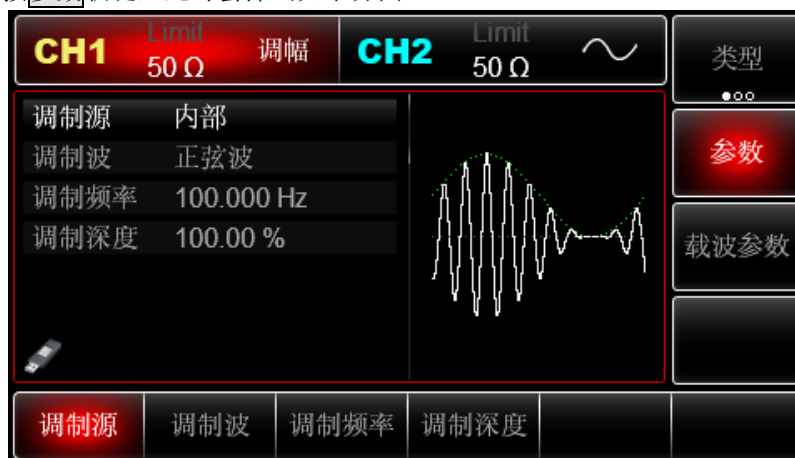 CH1 Limit 50 Ω 调幅
CH2 Limit 50 Ω
类型
调制源 内部
调制波 正弦波
调制频率 100.000 Hz
调制深度 100.00 %
参数
载波参数
调制源 调制波 调制频率 调制深度